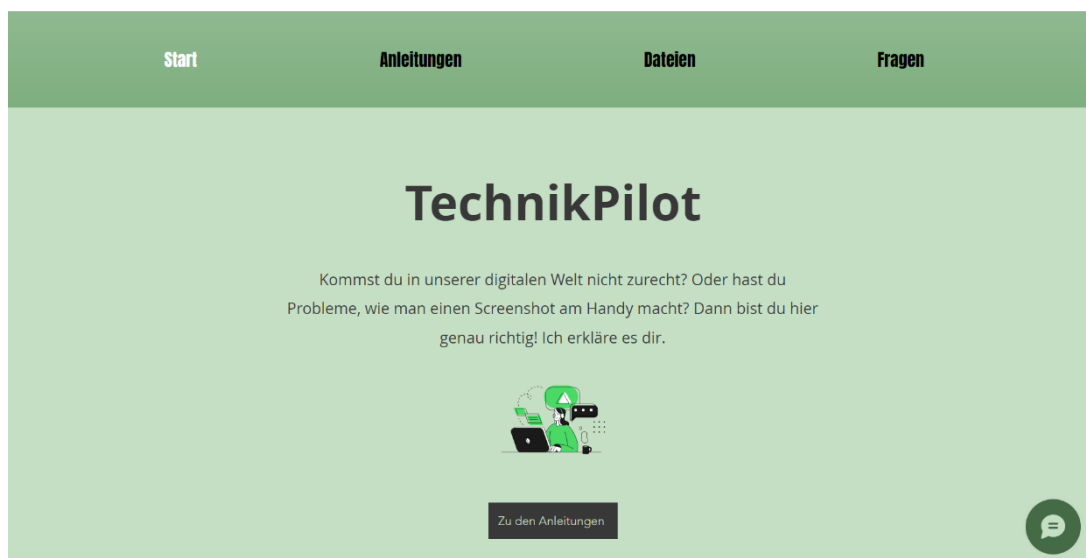 Start Anleitungen Dateien Fragen
TechnikPilot
Kommst du in unserer digitalen Welt nicht zurecht? Oder hast du
Probleme, wie man einen Screenshot am Handy macht? Dann bist du hier
genau richtig! Ich erkläre es dir.
Zu den Anleitungen